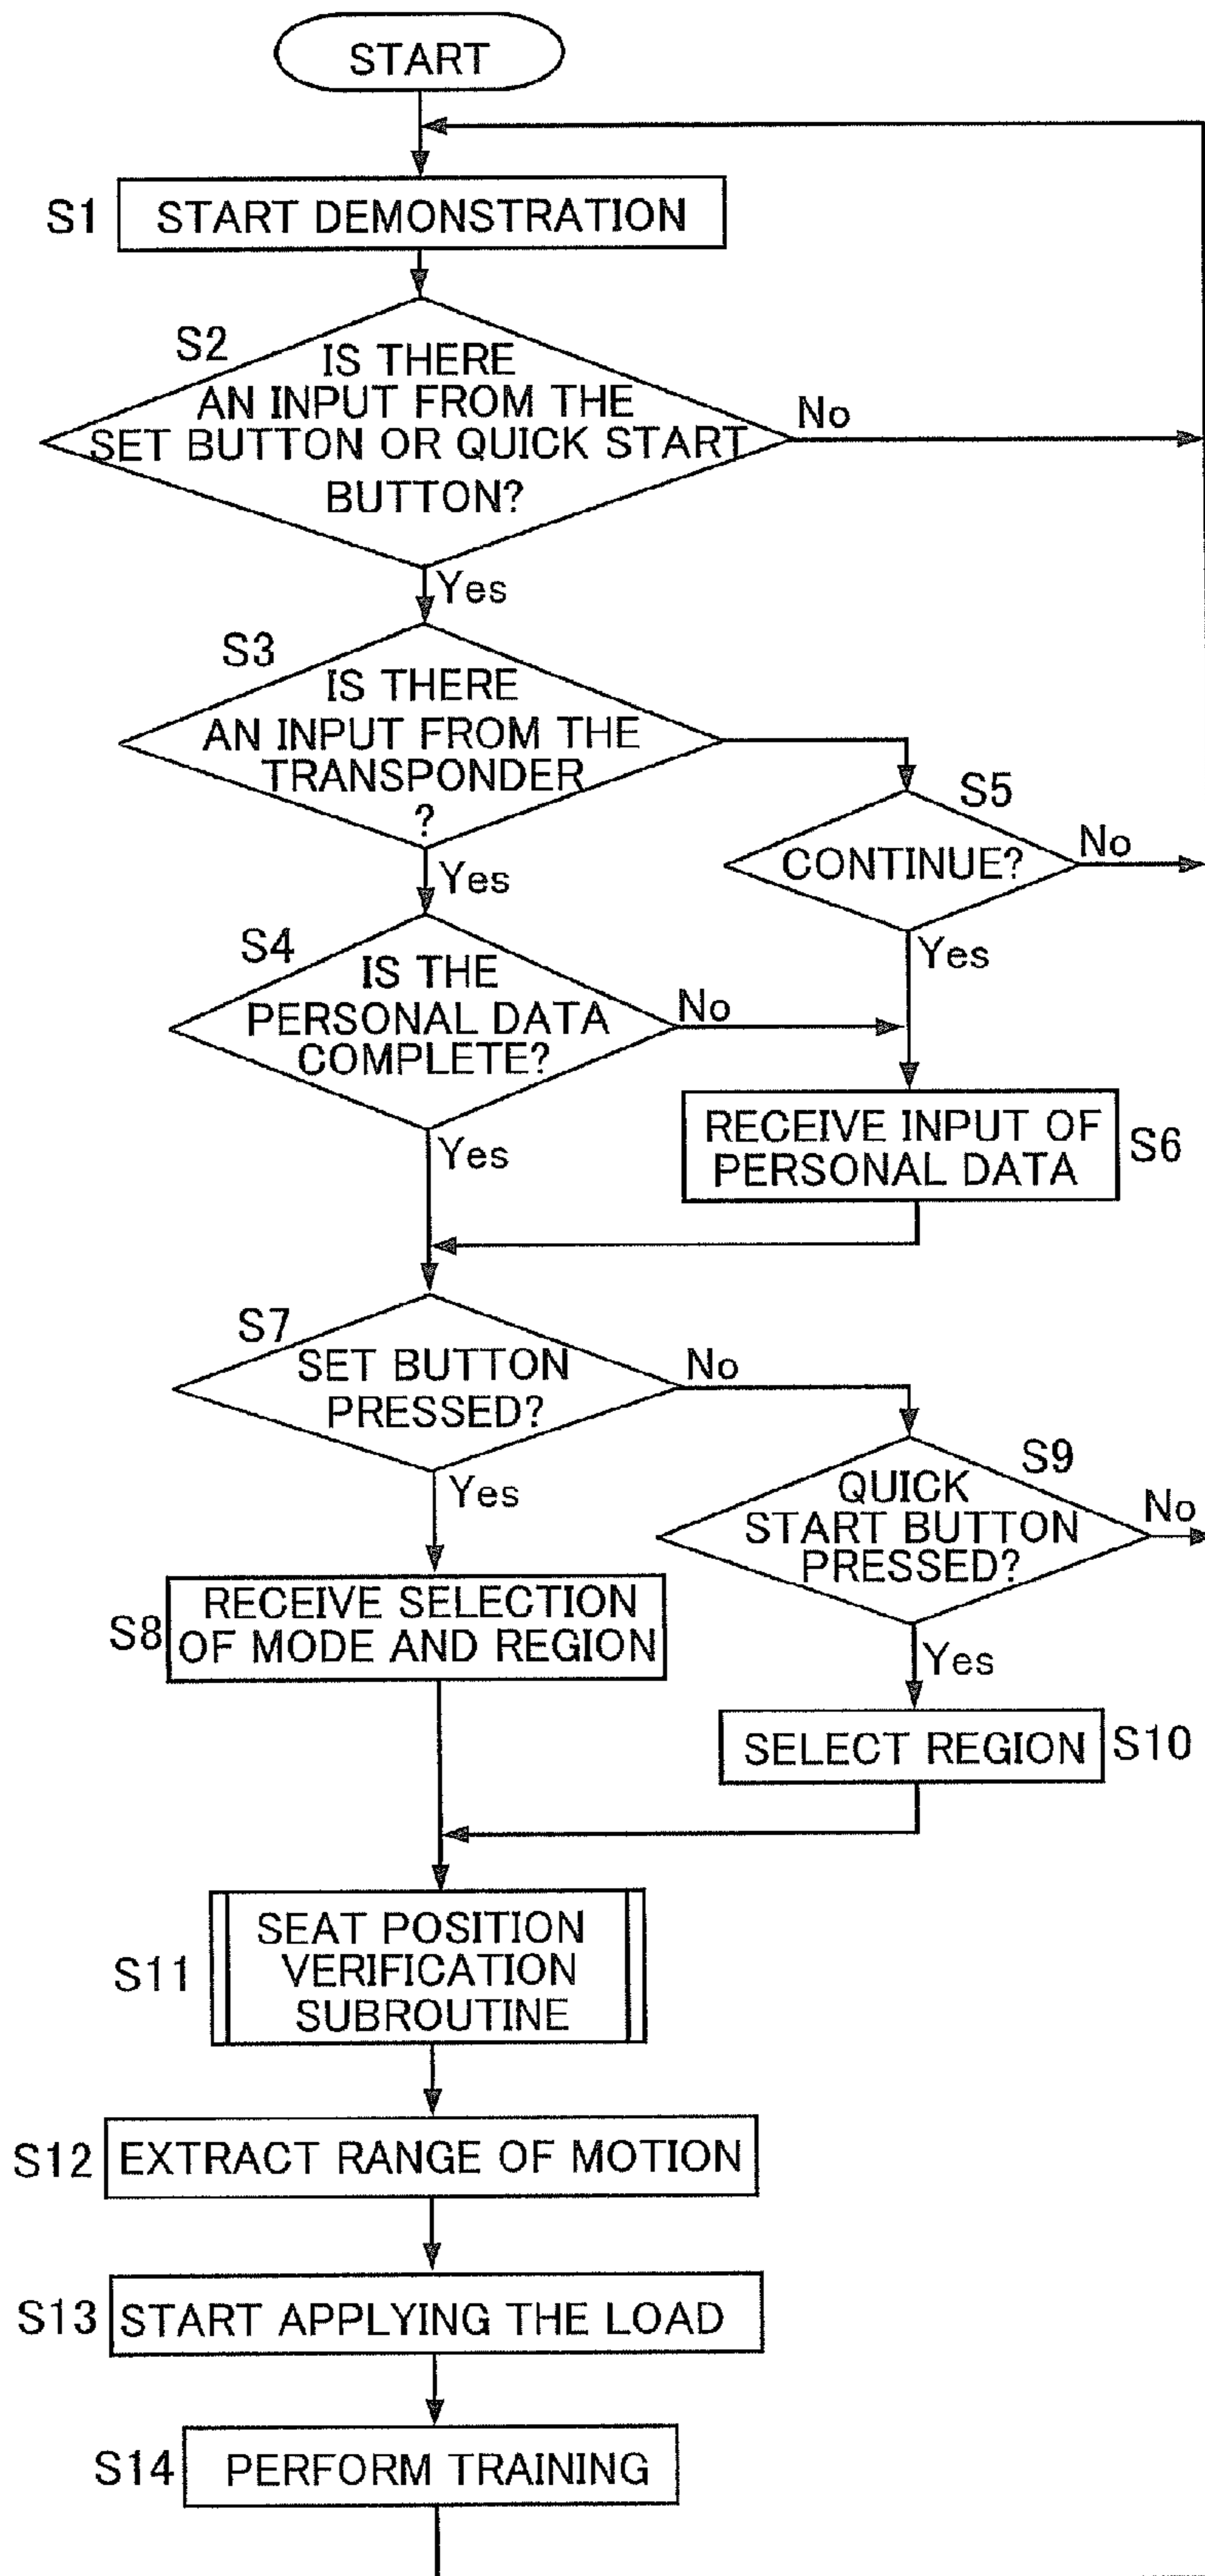 START
S1
START DEMONSTRATION
S2
IS THERE
AN INPUT FROM THE
SET BUTTON OR QUICK START
BUTTON?
No
Yes
S3
IS THERE
AN INPUT FROM THE
TRANSPONDER
?
S5
CONTINUE?
No
Yes
Yes
S4
IS THE
PERSONAL DATA
COMPLETE?
No
Yes
RECEIVE INPUT OF
PERSONAL DATA
S6
S7
SET BUTTON
PRESSED?
No
Yes
S9
QUICK
START BUTTON
PRESSED?
No
Yes
S8
RECEIVE SELECTION
OF MODE AND REGION
SELECT REGION
S10
S11
SEAT POSITION
VERIFICATION
SUBROUTINE
S12
EXTRACT RANGE OF MOTION
S13
START APPLYING THE LOAD
S14
PERFORM TRAINING